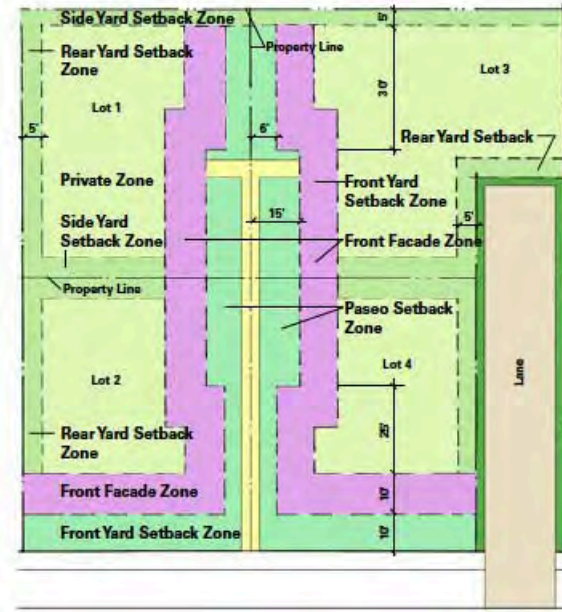 Side Yard Setback Zone
5'
Property Line
Rear Yard Setback
Zone
Lot 3
Lot 1
30'
5'
6'
Rear Yard Setback
Private Zone
Front Yard
Setback Zone
Side Yard
Setback Zone
15'
5'
Front Facade Zone
Property Line
Paseo Setback
Zone
Lot 2
Lot 4
Lane
Rear Yard Setback
Zone
25'
Front Facade Zone
10'
Front Yard Setback Zone
10'